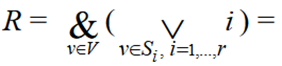 R = &_{v∈V} ( ∨_{v∈S_i, i=1,...,r} i ) =